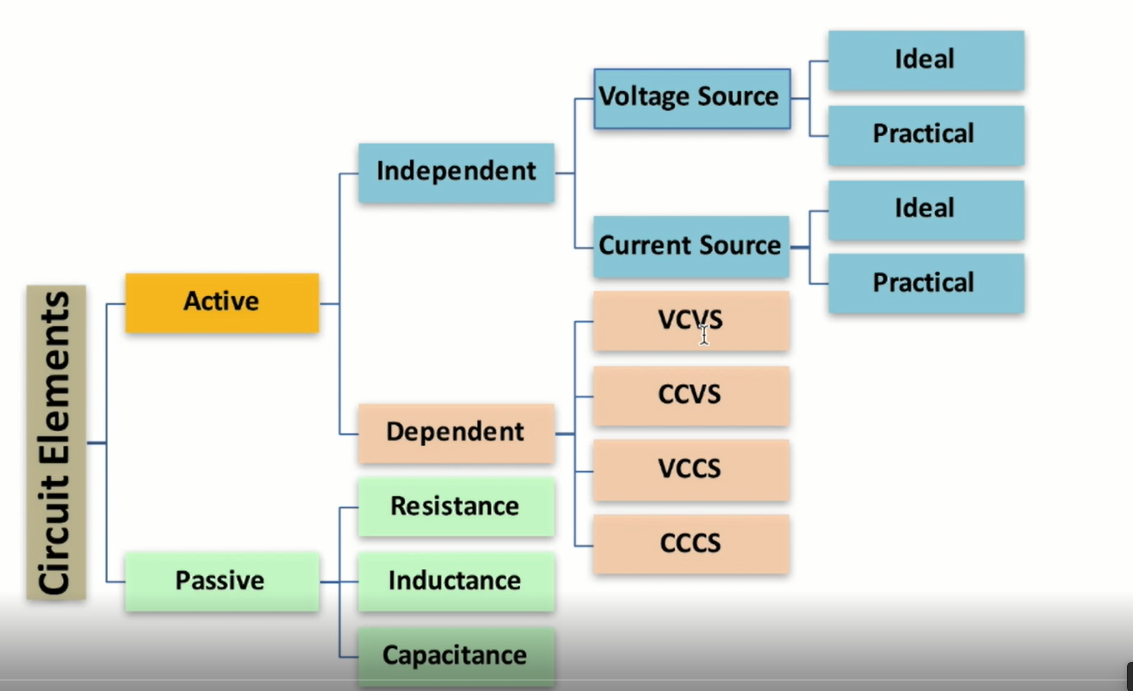 Circuit Elements
Active
Independent
Voltage Source
Ideal
Practical
Current Source
Ideal
Practical
Dependent
VCVS
CCVS
VCCS
CCCS
Passive
Resistance
Inductance
Capacitance